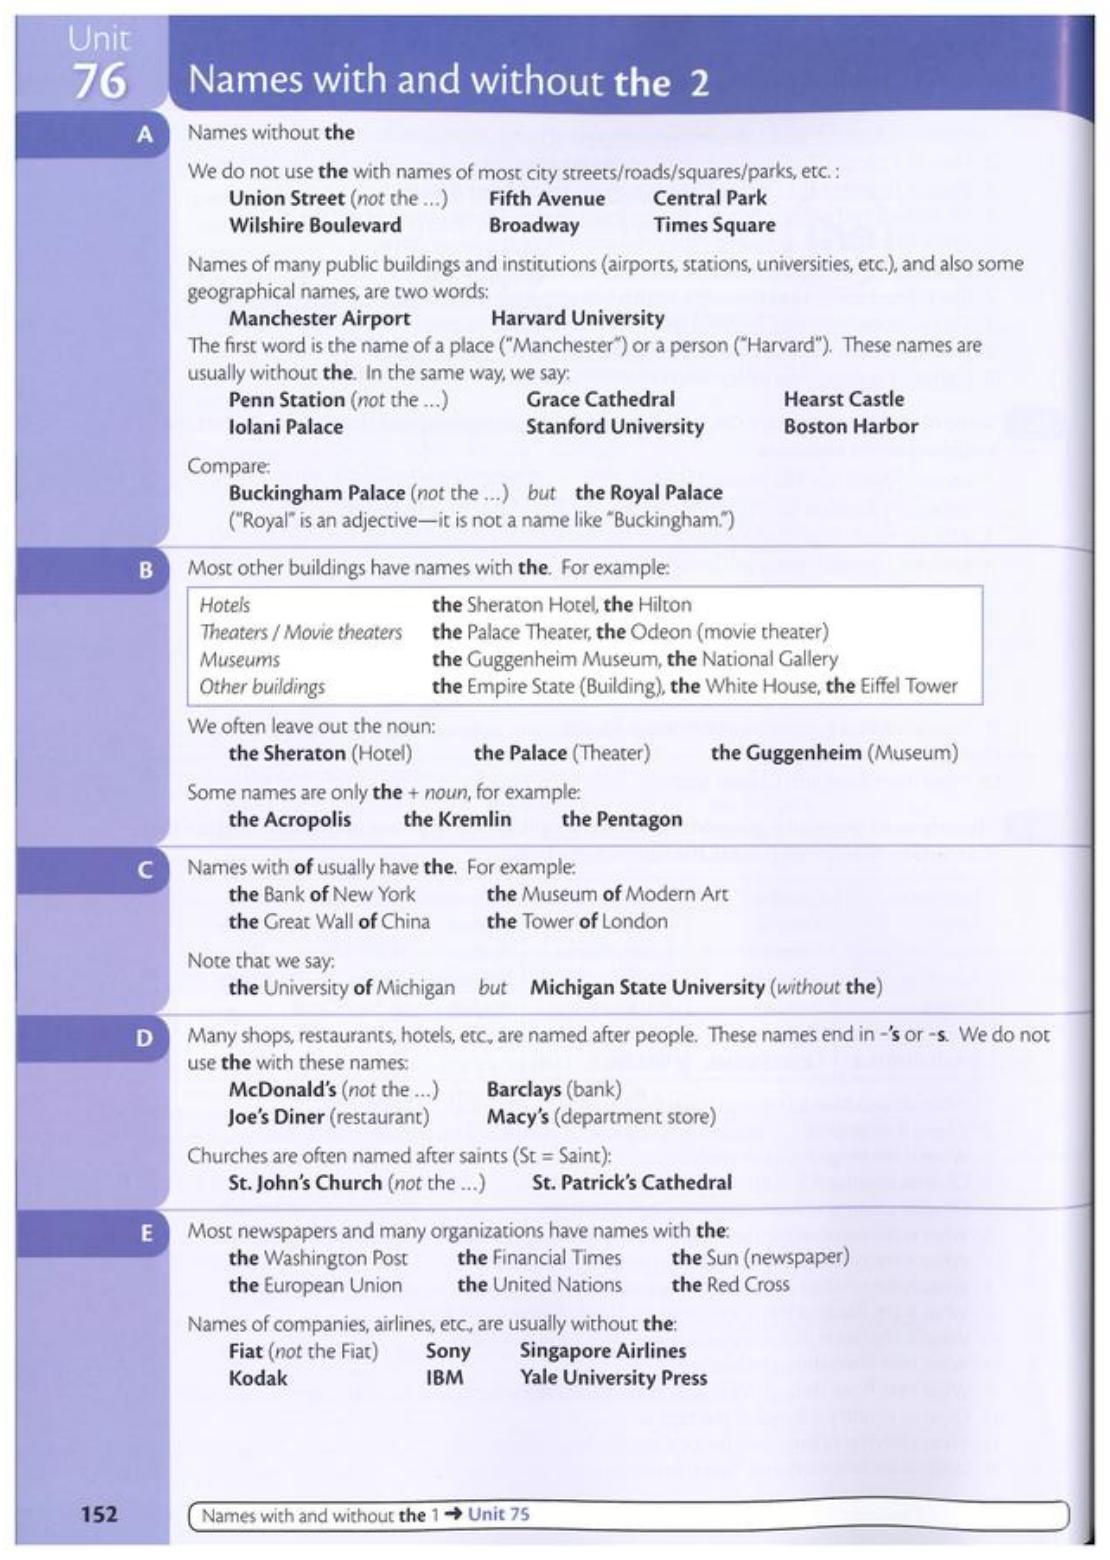 Unit
76
Names with and without the 2
A
Names without the
We do not use the with names of most city streets/roads/squares/parks, etc. :
Union Street (not the ...) Fifth Avenue Central Park
Wilshire Boulevard Broadway Times Square
Names of many public buildings and institutions (airports, stations, universities, etc.), and also some
geographical names, are two words:
Manchester Airport Harvard University
The first word is the name of a place ("Manchester") or a person ("Harvard"). These names are
usually without the. In the same way, we say:
Penn Station (not the ...) Grace Cathedral Hearst Castle
Iolani Palace Stanford University Boston Harbor
Compare:
Buckingham Palace (not the ...) but the Royal Palace
("Royal" is an adjective—it is not a name like "Buckingham.")
B
Most other buildings have names with the. For example:
Hotels the Sheraton Hotel, the Hilton
Theaters / Movie theaters the Palace Theater, the Odeon (movie theater)
Museums the Guggenheim Museum, the National Gallery
Other buildings the Empire State (Building), the White House, the Eiffel Tower
We often leave out the noun:
the Sheraton (Hotel) the Palace (Theater) the Guggenheim (Museum)
Some names are only the + noun, for example:
the Acropolis the Kremlin the Pentagon
C
Names with of usually have the. For example:
the Bank of New York the Museum of Modern Art
the Great Wall of China the Tower of London
Note that we say:
the University of Michigan but Michigan State University (without the)
D
Many shops, restaurants, hotels, etc., are named after people. These names end in -'s or -s. We do not
use the with these names:
McDonald's (not the ...) Barclays (bank)
Joe's Diner (restaurant) Macy's (department store)
Churches are often named after saints (St = Saint):
St. John's Church (not the ...) St. Patrick's Cathedral
E
Most newspapers and many organizations have names with the:
the Washington Post the Financial Times the Sun (newspaper)
the European Union the United Nations the Red Cross
Names of companies, airlines, etc., are usually without the:
Fiat (not the Fiat) Sony Singapore Airlines
Kodak IBM Yale University Press
152
Names with and without the 1 ➜ Unit 75